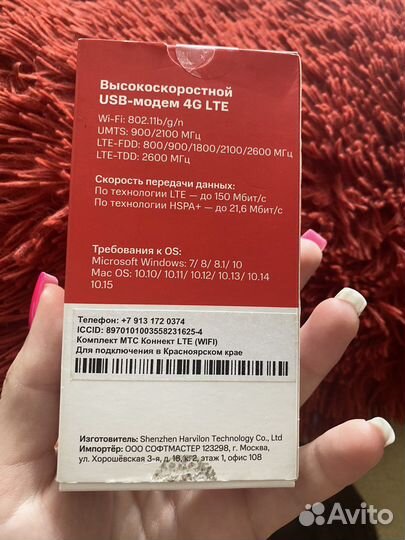 Высокоскоростной
USB-модем 4G LTE
Wi-Fi: 802.11b/g/n
UMTS: 900/2100 МГц
LTE-FDD: 800/900/1800/2100/2600 МГц
LTE-TDD: 2600 МГц
Скорость передачи данных:
По технологии LTE — до 150 Мбит/с
По технологии HSPA+ — до 21,6 Мбит/с
Требования к OS:
Microsoft Windows: 7/ 8/ 8.1/ 10
Mac OS: 10.10/ 10.11/ 10.12/ 10.13/ 10.14
10.15
Телефон: +7 913 172 0374
ICCID: 8970101003558231625-4
Комплект МТС Коннект LTE (WIFI)
Для подключения в Красноярском крае
Изготовитель: Shenzhen Harvilon Technology Co., Ltd
Импортёр: ООО СОФТМАСТЕР 123298, г. Москва,
ул. Хорошёвская 3-я, д. 18, к. 2, этаж 1, офис 108
Avito